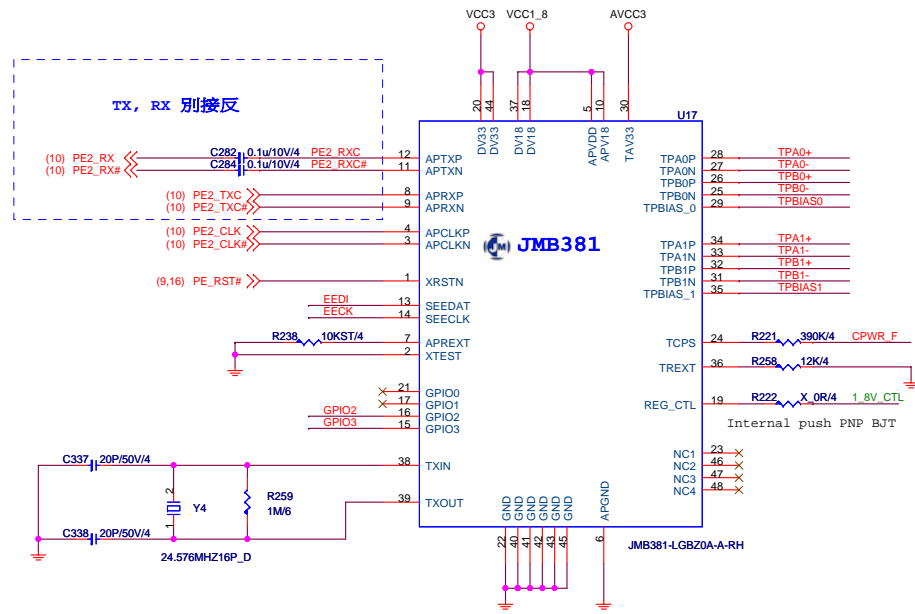 VCC3 VCC1_8 AVCC3
TX, RX 別接反
U17
20 44 37 18 5 10 30
DV33 DV33 DV18 DV18 APVDD APV18 TAV33
(10) PE2_RX C282 0.1u/10V/4 PE2_RXC 12 APTXP
(10) PE2_RX# C284 0.1u/10V/4 PE2_RXC# 11 APTXN
(10) PE2_TXC 8 APRXP
(10) PE2_TXC# 9 APRXN
(10) PE2_CLK 4 APCLKP
(10) PE2_CLK# 3 APCLKN
(9,16) PE_RST# 1 XRSTN
EEDI 13 SEEDAT
EECK 14 SEECLK
R238 10KST/4 7 APREXT
2 XTEST
21 GPIO0
17 GPIO1
GPIO2 16 GPIO2
GPIO3 15 GPIO3
C337 20P/50V/4 38 TXIN
39 TXOUT
2 Y4 1
R259
1M/6
C338 20P/50V/4
24.576MHZ16P_D
JM JMB381
TPA0P 28 TPA0+
TPA0N 27 TPA0-
TPB0P 26 TPB0+
TPB0N 25 TPB0-
TPBIAS_0 29 TPBIAS0
TPA1P 34 TPA1+
TPA1N 33 TPA1-
TPB1P 32 TPB1+
TPB1N 31 TPB1-
TPBIAS_1 35 TPBIAS1
TCPS 24 R221 390K/4 CPWR_F
TREXT 36 R258 12K/4
REG_CTL 19 R222 X_0R/4 1_8V_CTL
Internal push PNP BJT
NC1 23
NC2 46
NC3 47
NC4 48
GND GND GND GND GND GND APGND
22 40 41 42 43 45 6
JMB381-LGBZ0A-A-RH